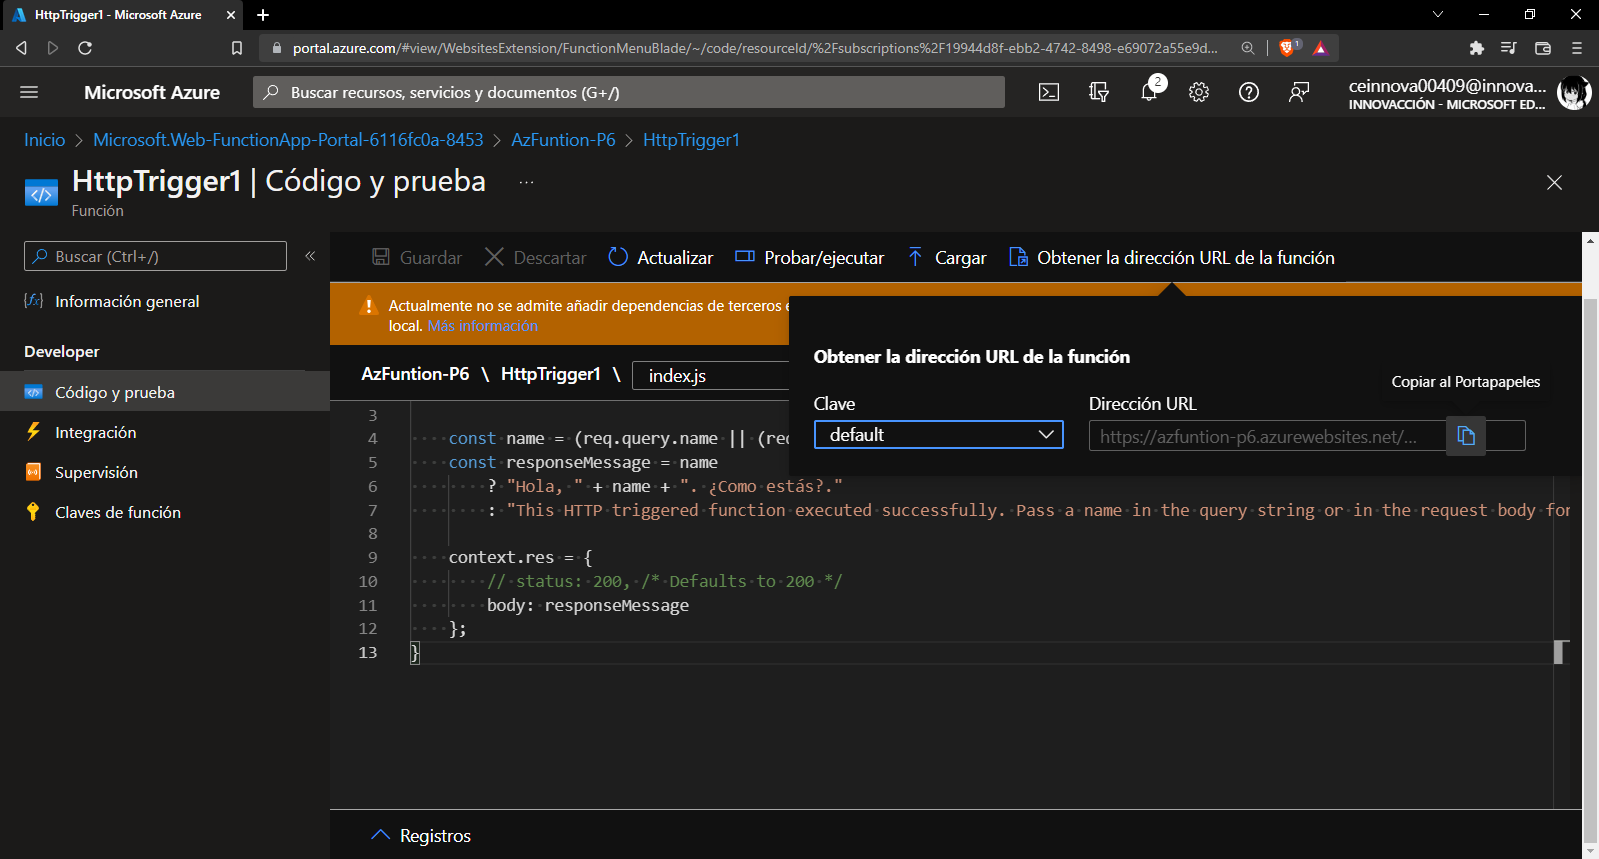 HttpTrigger1 - Microsoft Azure
portal.azure.com/#view/WebsitesExtension/FunctionMenuBlade/~/code/resourceId/%2Fsubscriptions%2F19944d8f-ebb2-4742-8498-e69072a55e9d...
1
Microsoft Azure
Buscar recursos, servicios y documentos (G+/)
2
ceinnova00409@innova...
INNOVACCIÓN - MICROSOFT ED...
Inicio > Microsoft.Web-FunctionApp-Portal-6116fc0a-8453 > AzFuntion-P6 > HttpTrigger1
HttpTrigger1 | Código y prueba ...
Función
Buscar (Ctrl+/)
«
Información general
Developer
Código y prueba
Integración
Supervisión
Claves de función
Guardar
Descartar
Actualizar
Probar/ejecutar
Cargar
Obtener la dirección URL de la función
Actualmente no se admite añadir dependencias de terceros
local. Más información
AzFuntion-P6 \ HttpTrigger1 \ index.js
Obtener la dirección URL de la función
Copiar al Portapapeles
Clave
Dirección URL
default
https://azfuntion-p6.azurewebsites.net/...
3
4 const name = (req.query.name || (req
5 const responseMessage = name
6 ? "Hola, " + name + ". ¿Como estás?."
7 : "This HTTP triggered function executed successfully. Pass a name in the query string or in the request body for
8
9 context.res = {
10 // status: 200, /* Defaults to 200 */
11 body: responseMessage
12 };
13 }
Registros